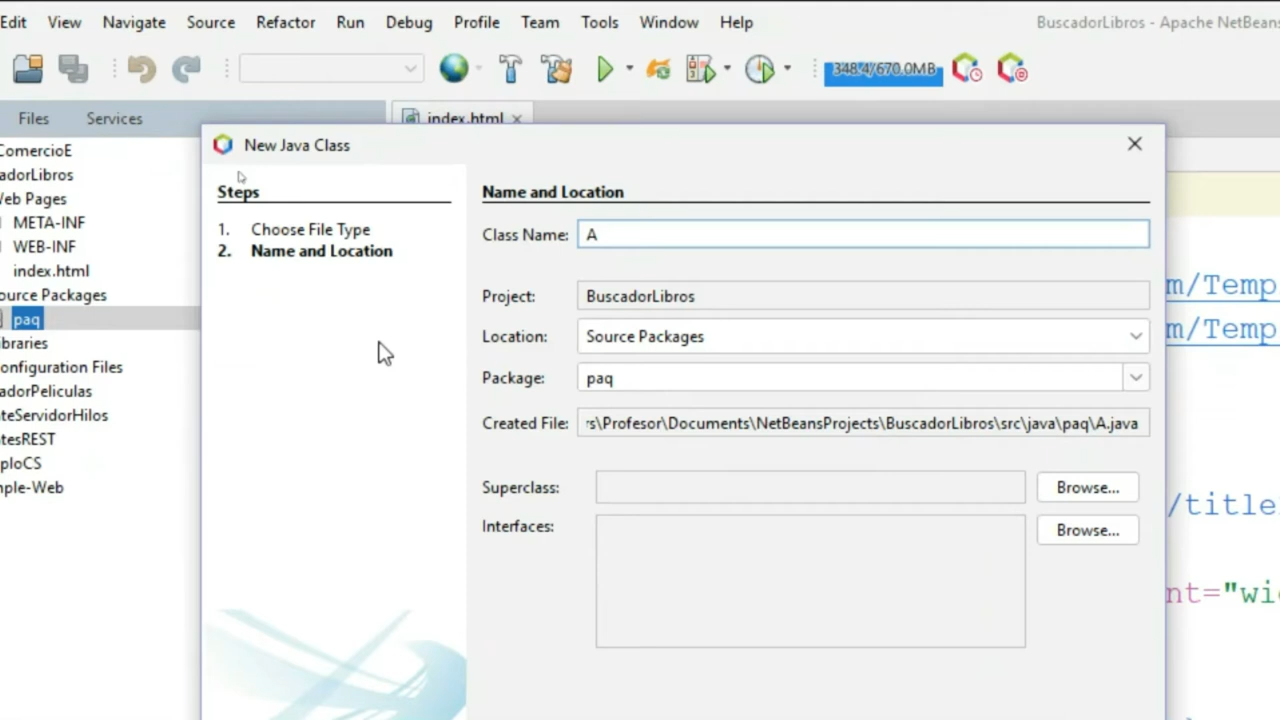 Edit View Navigate Source Refactor Run Debug Profile Team Tools Window Help
BuscadorLibros - Apache NetBeans
348.4/670.0MB
Files Services
index.html
ComercioE
adorLibros
eb Pages
META-INF
WEB-INF
index.html
ource Packages
paq
ibraries
onfiguration Files
adorPeliculas
teServidorHilos
tesREST
ploCS
nple-Web
New Java Class
Steps
1. Choose File Type
2. Name and Location
Name and Location
Class Name: A
Project: BuscadorLibros
Location: Source Packages
Package: paq
Created File: rs\Profesor\Documents\NetBeansProjects\BuscadorLibros\src\java\paq\A.java
Superclass: Browse...
Interfaces: Browse...
m/Temp
m/Temp
/title
nt="wi